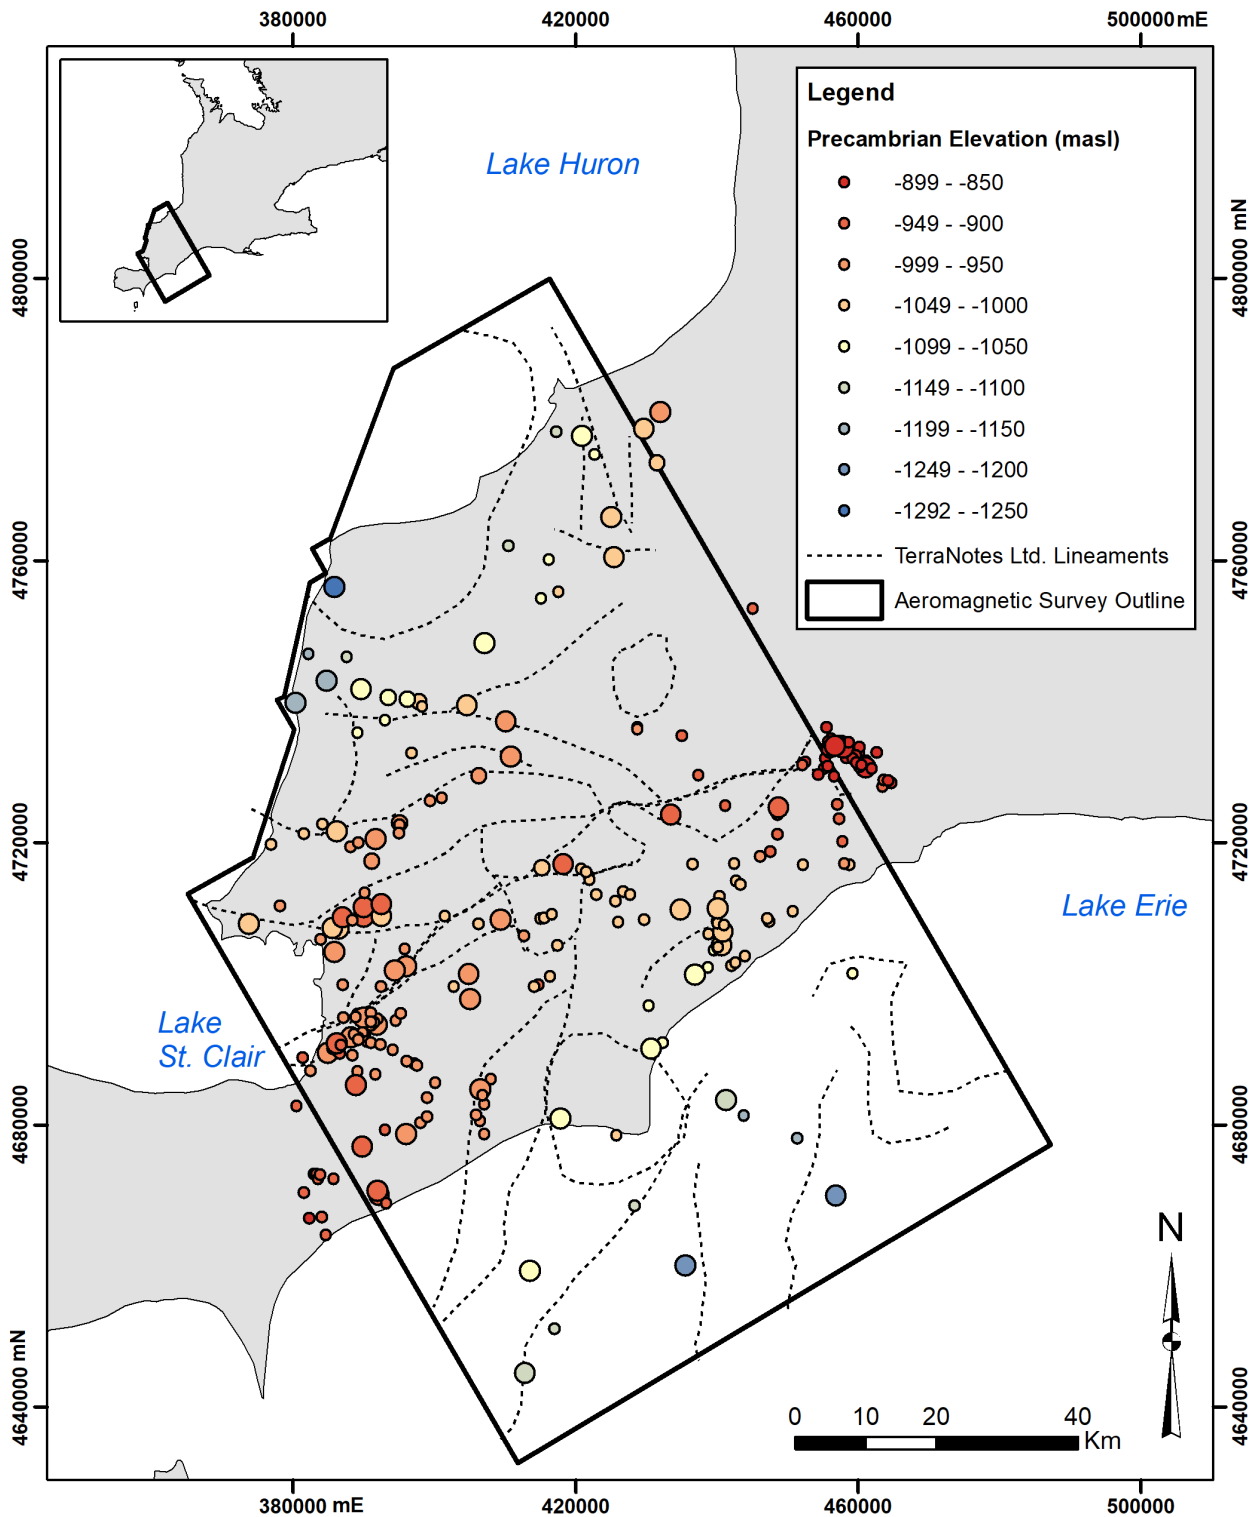 380000
420000
460000
500000 mE
Legend
Precambrian Elevation (masl)
-899 - -850
-949 - -900
-999 - -950
-1049 - -1000
-1099 - -1050
-1149 - -1100
-1199 - -1150
-1249 - -1200
-1292 - -1250
TerraNotes Ltd. Lineaments
Aeromagnetic Survey Outline
Lake Huron
4800000
4800000 mN
4760000
4760000
4720000
4720000
Lake Erie
Lake
St. Clair
4680000
4680000
N
4640000 mN
4640000
0 10 20 40
Km
380000 mE
420000
460000
500000